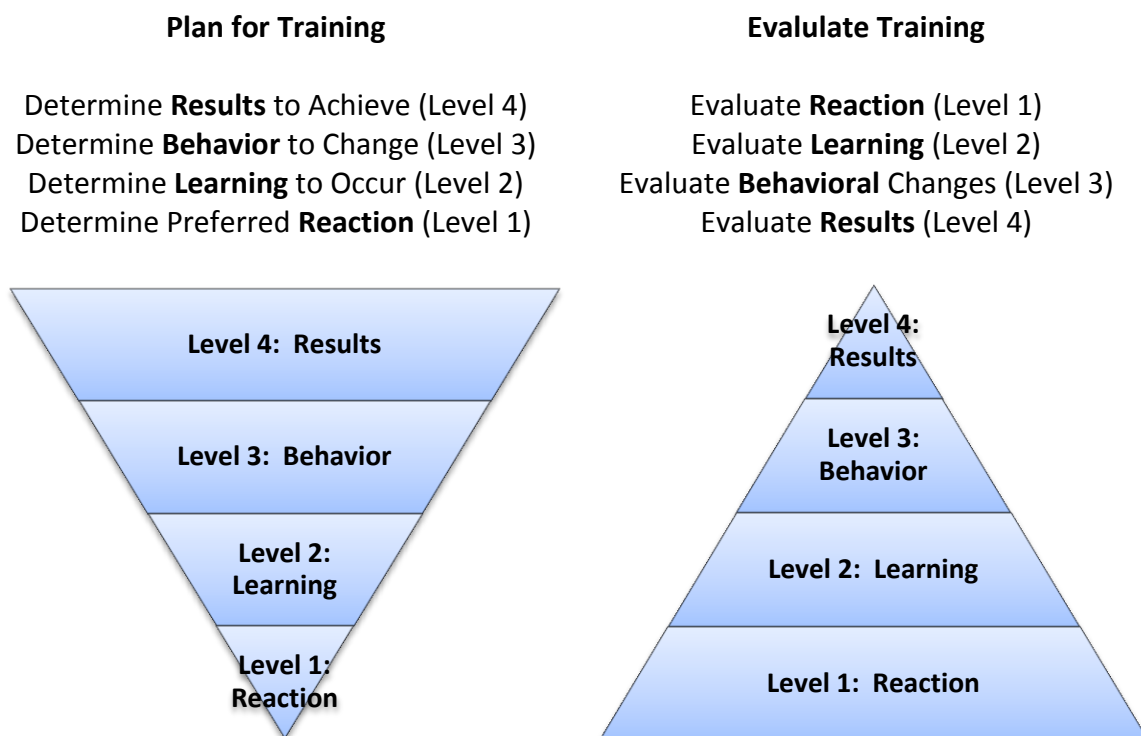 Plan for Training
Determine Results to Achieve (Level 4)
Determine Behavior to Change (Level 3)
Determine Learning to Occur (Level 2)
Determine Preferred Reaction (Level 1)
Level 4:  Results
Level 3:  Behavior
Level 2:
Learning
Level 1:
Reaction
Evalulate Training
Evaluate Reaction (Level 1)
Evaluate Learning (Level 2)
Evaluate Behavioral Changes (Level 3)
Evaluate Results (Level 4)
Level 4:
Results
Level 3:
Behavior
Level 2:  Learning
Level 1:  Reaction